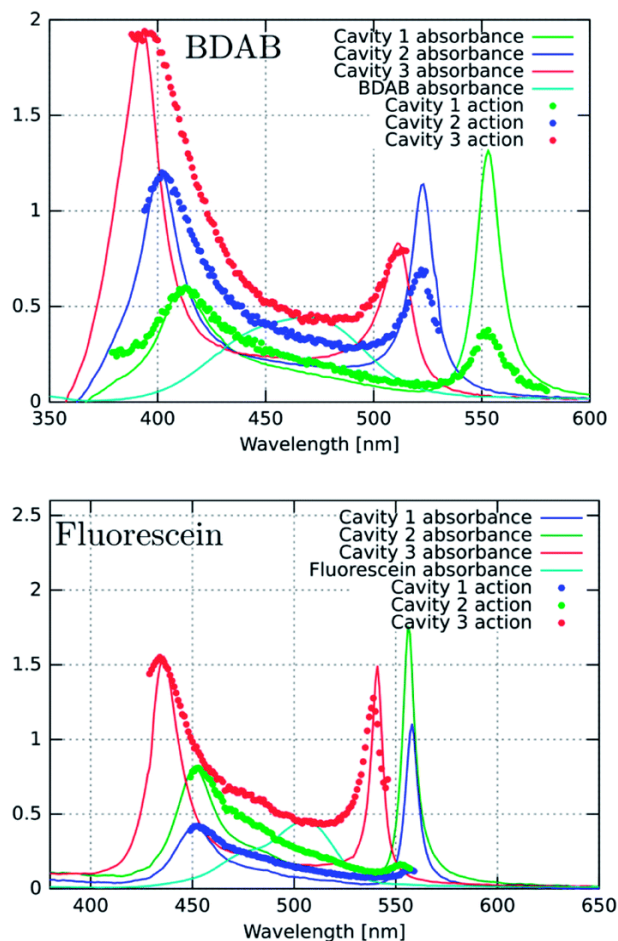 BDAB
Cavity 1 absorbance
Cavity 2 absorbance
Cavity 3 absorbance
BDAB absorbance
Cavity 1 action
Cavity 2 action
Cavity 3 action
2
1.5
1
0.5
0
350 400 450 500 550 600
Wavelength [nm]
Fluorescein
Cavity 1 absorbance
Cavity 2 absorbance
Cavity 3 absorbance
Fluorescein absorbance
Cavity 1 action
Cavity 2 action
Cavity 3 action
2.5
2
1.5
1
0.5
0
400 450 500 550 600 650
Wavelength [nm]